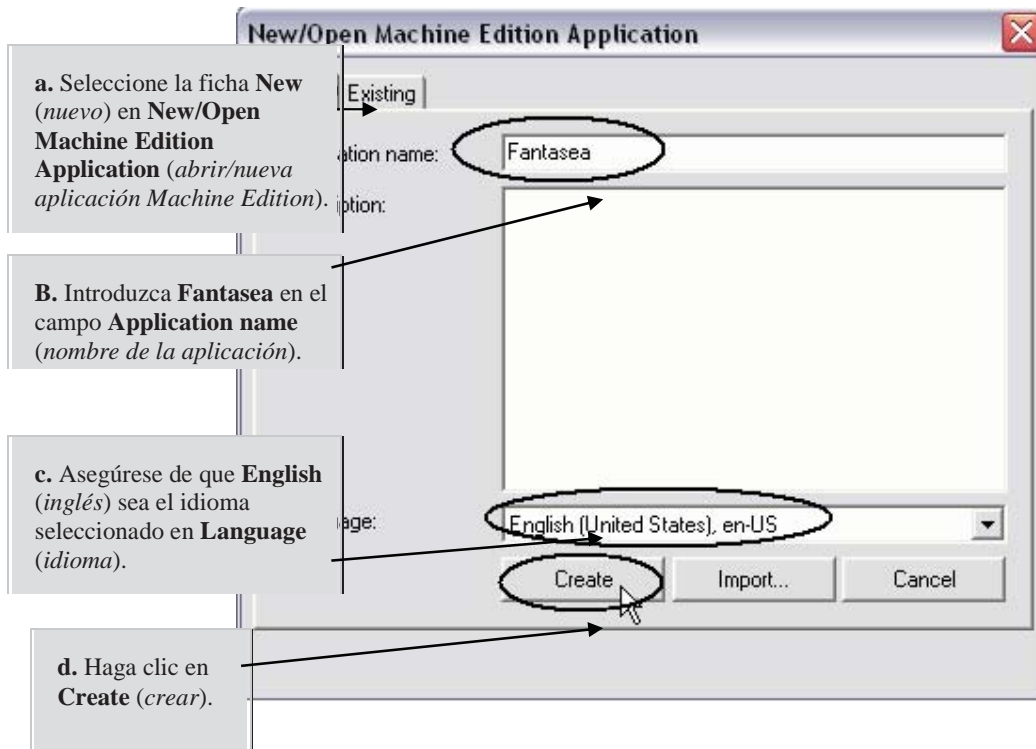 New/Open Machine Edition Application
a. Seleccione la ficha New
(nuevo) en New/Open
Machine Edition
Application (abrir/nueva
aplicación Machine Edition).
Existing
ation name:
Fantasea
ption:
B. Introduzca Fantasea en el
campo Application name
(nombre de la aplicación).
c. Asegúrese de que English
(inglés) sea el idioma
seleccionado en Language
(idioma).
age:
English (United States), en-US
Create
Import...
Cancel
d. Haga clic en
Create (crear).